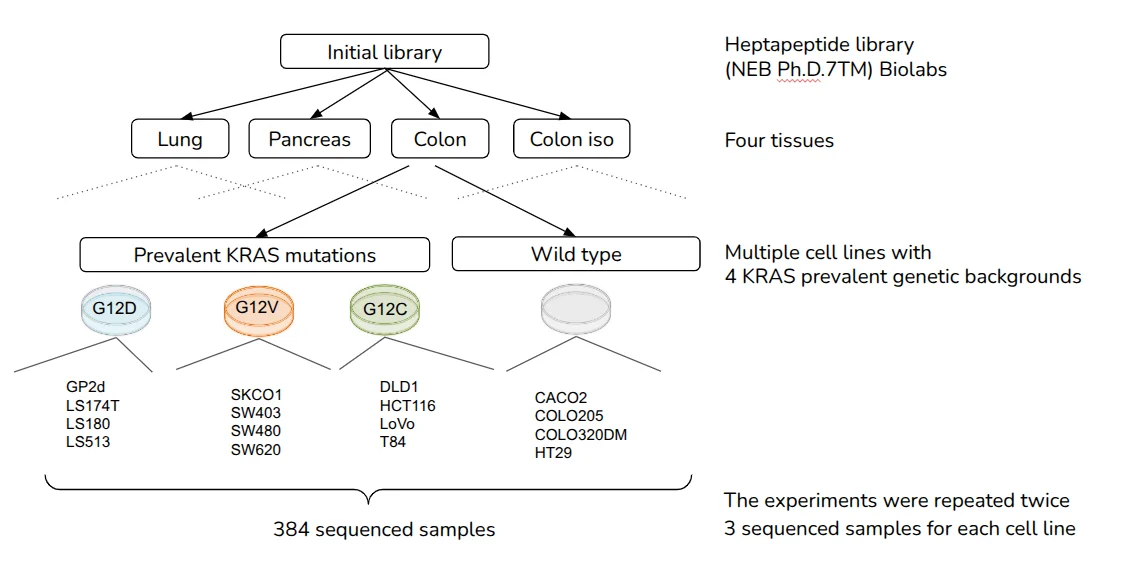 Initial library
Heptapeptide library
(NEB Ph.D.7TM) Biolabs
Lung
Pancreas
Colon
Colon iso
Four tissues
Prevalent KRAS mutations
Wild type
Multiple cell lines with
4 KRAS prevalent genetic backgrounds
G12D
G12V
G12C
GP2d
LS174T
LS180
LS513
SKCO1
SW403
SW480
SW620
DLD1
HCT116
LoVo
T84
CACO2
COLO205
COLO320DM
HT29
384 sequenced samples
The experiments were repeated twice
3 sequenced samples for each cell line